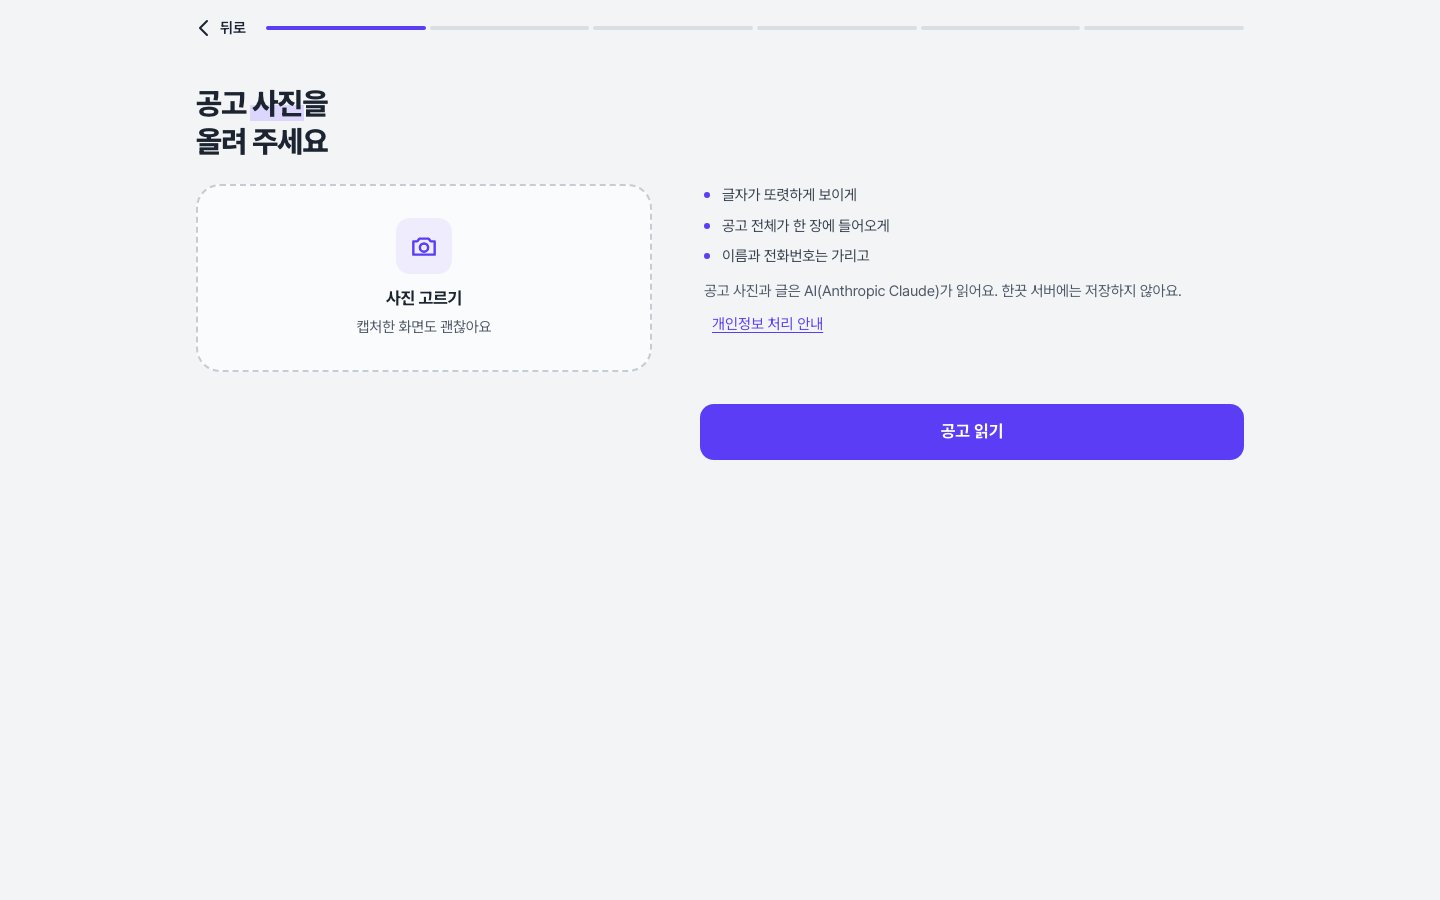 뒤로
공고 사진을
올려 주세요
사진 고르기
캡처한 화면도 괜찮아요
글자가 또렷하게 보이게
공고 전체가 한 장에 들어오게
이름과 전화번호는 가리고
공고 사진과 글은 AI(Anthropic Claude)가 읽어요. 한끗 서버에는 저장하지 않아요.
개인정보 처리 안내
공고 읽기